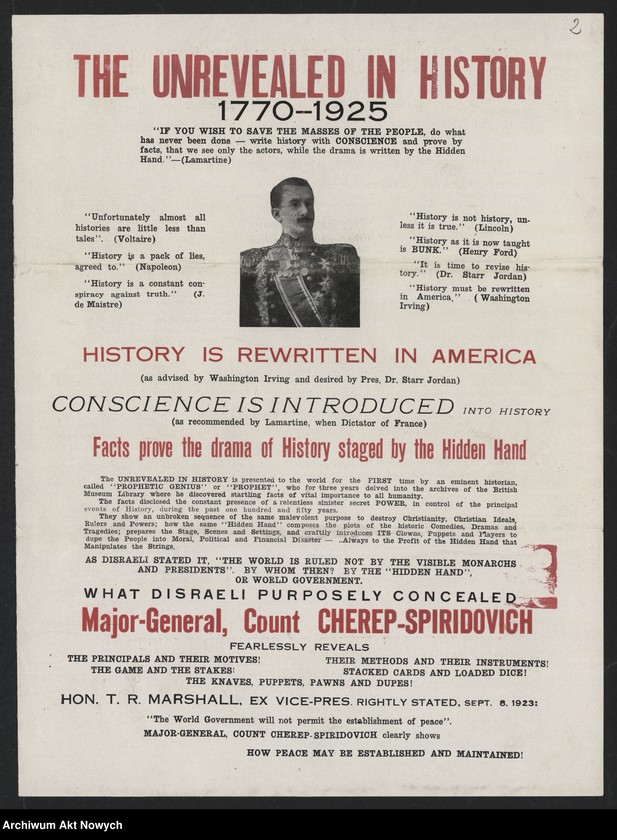 2
THE UNREVEALED IN HISTORY
1770--1925
"IF YOU WISH TO SAVE THE MASSES OF THE PEOPLE, do what
has never been done — write history with CONSCIENCE and prove by
facts, that we see only the actors, while the drama is written by the Hidden
Hand."—(Lamartine)
"Unfortunately almost all
histories are little less than
tales". (Voltaire)
"History is a pack of lies,
agreed to." (Napoleon)
"History is a constant con-
spiracy against truth." (J.
de Maistre)
"History is not history, un-
less it is true." (Lincoln)
"History as it is now taught
is BUNK." (Henry Ford)
"It is time to revise his-
tory." (Dr. Starr Jordan)
"History must be rewritten
in America." (Washington
Irving)
HISTORY IS REWRITTEN IN AMERICA
(as advised by Washington Irving and desired by Pres. Dr. Starr Jordan)
CONSCIENCE IS INTRODUCED INTO HISTORY
(as recommended by Lamartine, when Dictator of France)
Facts prove the drama of History staged by the Hidden Hand
The UNREVEALED IN HISTORY is presented to the world for the FIRST time by an eminent historian,
called "PROPHETIC GENIUS" or "PROPHET", who for three years delved into the archives of the British
Museum Library where he discovered startling facts of vital importance to all humanity.
The facts disclosed the constant presence of a relentless sinister secret POWER, in control of the principal
events of History, during the past one hundred and fifty years.
They show an unbroken sequence of the same malevolent purpose to destroy Christianity, Christian Ideals,
Rulers and Powers; how the same "Hidden Hand" composes the plots of the historic Comedies, Dramas and
Tragedies; prepares the Stage, Scenes and Settings, and craftily introduces ITS Clowns, Puppets and Players to
dupe the People into Moral, Political and Financial Disaster — Always to the Profit of the Hidden Hand that
Manipulates the Strings.
AS DISRAELI STATED IT, "THE WORLD IS RULED NOT BY THE VISIBLE MONARCHS
AND PRESIDENTS". BY WHOM THEN? BY THE "HIDDEN HAND",
OR WORLD GOVERNMENT.
WHAT DISRAELI PURPOSELY CONCEALED
Major-General, Count CHEREP-SPIRIDOVICH
FEARLESSLY REVEALS
THE PRINCIPALS AND THEIR MOTIVES! THEIR METHODS AND THEIR INSTRUMENTS!
THE GAME AND THE STAKES! STACKED CARDS AND LOADED DICE!
THE KNAVES, PUPPETS, PAWNS AND DUPES!
HON. T. R. MARSHALL, EX VICE-PRES. RIGHTLY STATED, SEPT. 8, 1923:
"The World Government will not permit the establishment of peace".
MAJOR-GENERAL, COUNT CHEREP-SPIRIDOVICH clearly shows
HOW PEACE MAY BE ESTABLISHED AND MAINTAINED!
Archiwum Akt Nowych